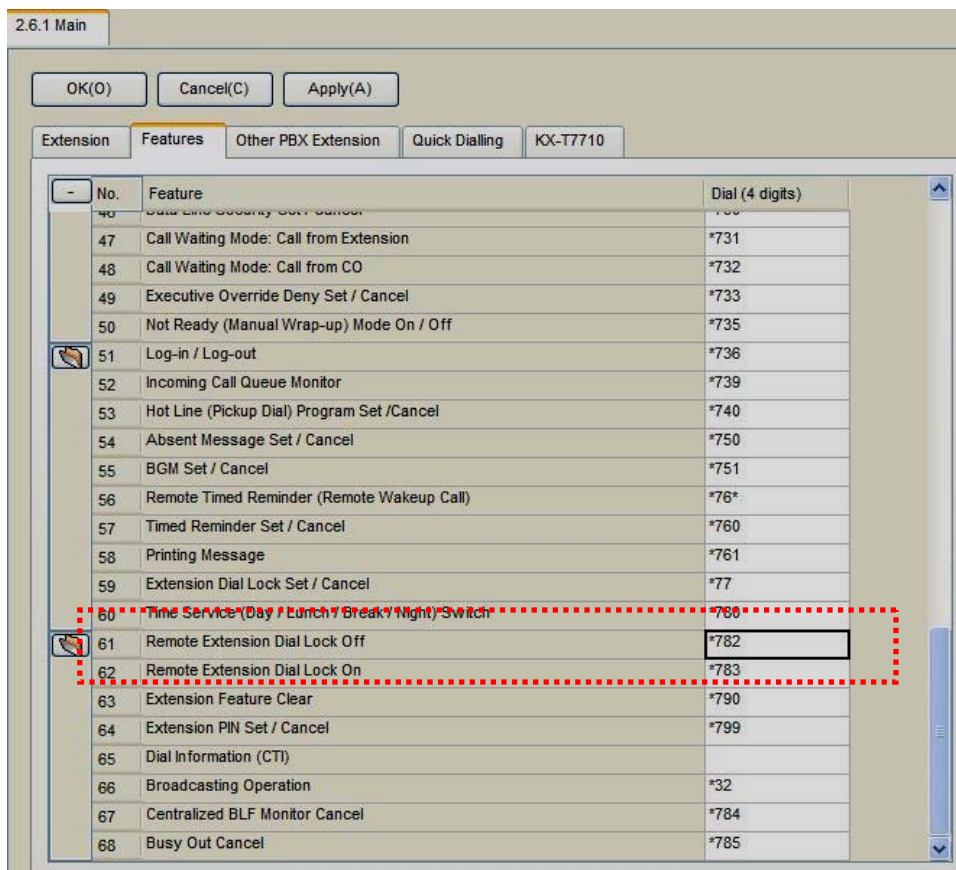 2.6.1 Main
OK(O) Cancel(C) Apply(A)
Extension Features Other PBX Extension Quick Dialling KX-T7710
- No. Feature Dial (4 digits)
46 Data Line Security Set / Cancel *730
47 Call Waiting Mode: Call from Extension *731
48 Call Waiting Mode: Call from CO *732
49 Executive Override Deny Set / Cancel *733
50 Not Ready (Manual Wrap-up) Mode On / Off *735
51 Log-in / Log-out *736
52 Incoming Call Queue Monitor *739
53 Hot Line (Pickup Dial) Program Set /Cancel *740
54 Absent Message Set / Cancel *750
55 BGM Set / Cancel *751
56 Remote Timed Reminder (Remote Wakeup Call) *76*
57 Timed Reminder Set / Cancel *760
58 Printing Message *761
59 Extension Dial Lock Set / Cancel *77
60 Time Service (Day / Lunch / Break / Night) Switch *780
61 Remote Extension Dial Lock Off *782
62 Remote Extension Dial Lock On *783
63 Extension Feature Clear *790
64 Extension PIN Set / Cancel *799
65 Dial Information (CTI)
66 Broadcasting Operation *32
67 Centralized BLF Monitor Cancel *784
68 Busy Out Cancel *785